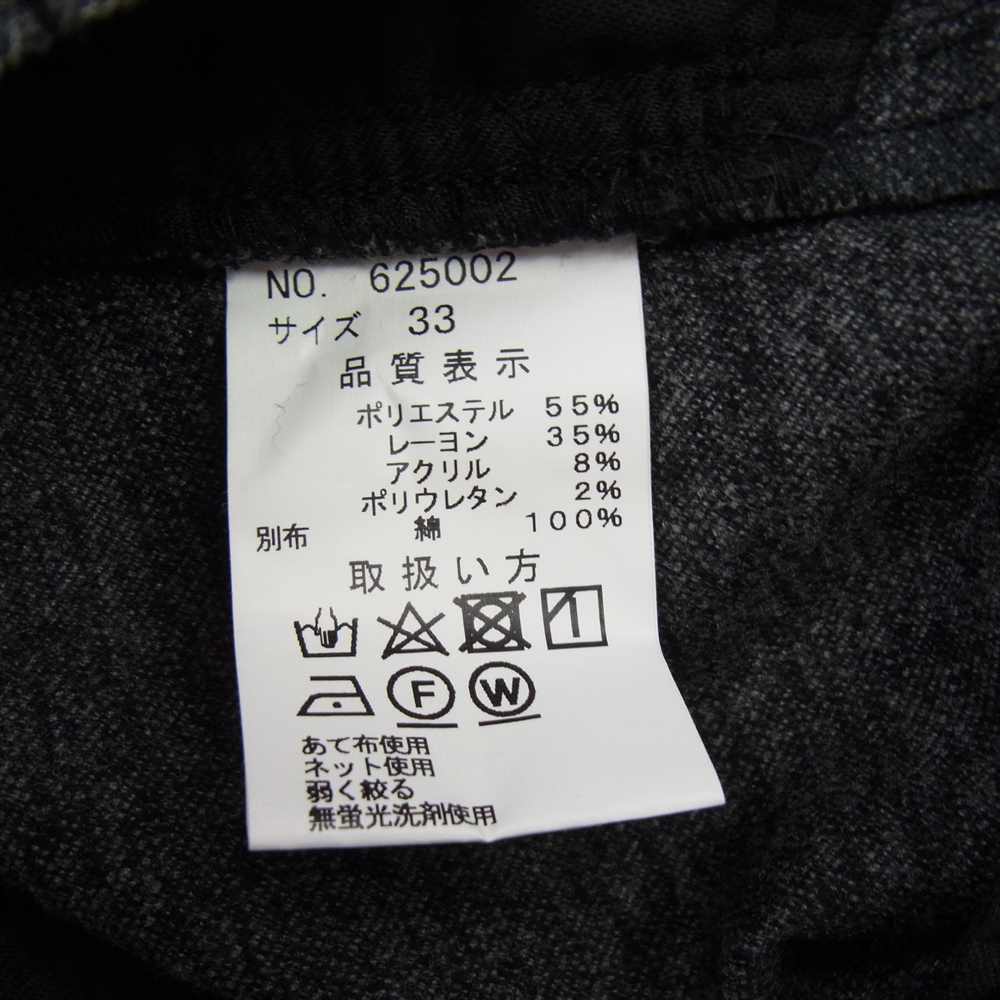 NO. 625002
サイズ 33
品質表示
ポリエステル 55%
レーヨン 35%
アクリル 8%
ポリウレタン 2%
別布 綿 100%
取扱い方
F W
あて布使用
ネット使用
弱く絞る
無蛍光洗剤使用